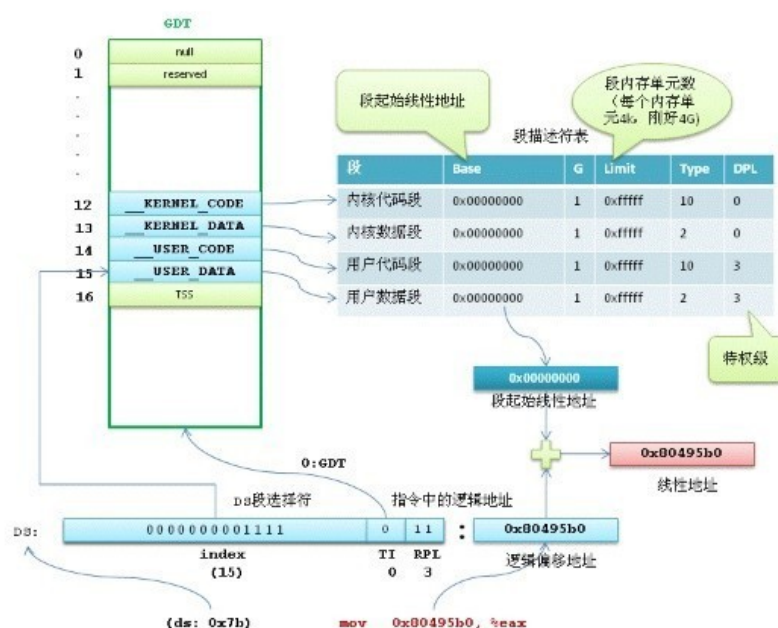 GDT
0 null
1 reserved
.
.
.
.
.
段起始线性地址
段内存单元数
（每个内存单
元4k，刚好4G)
段描述符表
段 Base G Limit Type DPL
12 __KERNEL_CODE 内核代码段 0x00000000 1 0xfffff 10 0
13 __KERNEL_DATA 内核数据段 0x00000000 1 0xfffff 2 0
14 __USER_CODE 用户代码段 0x00000000 1 0xfffff 10 3
15 __USER_DATA 用户数据段 0x00000000 1 0xfffff 2 3
16 TSS
特权级
0x00000000
段起始线性地址
0:GDT
0x80495b0
线性地址
DS段选择符 指令中的逻辑地址
DS: 0000000001111 0 11 : 0x80495b0
index TI RPL 逻辑偏移地址
(15) 0 3
(ds: 0x7b) mov 0x80495b0, %eax